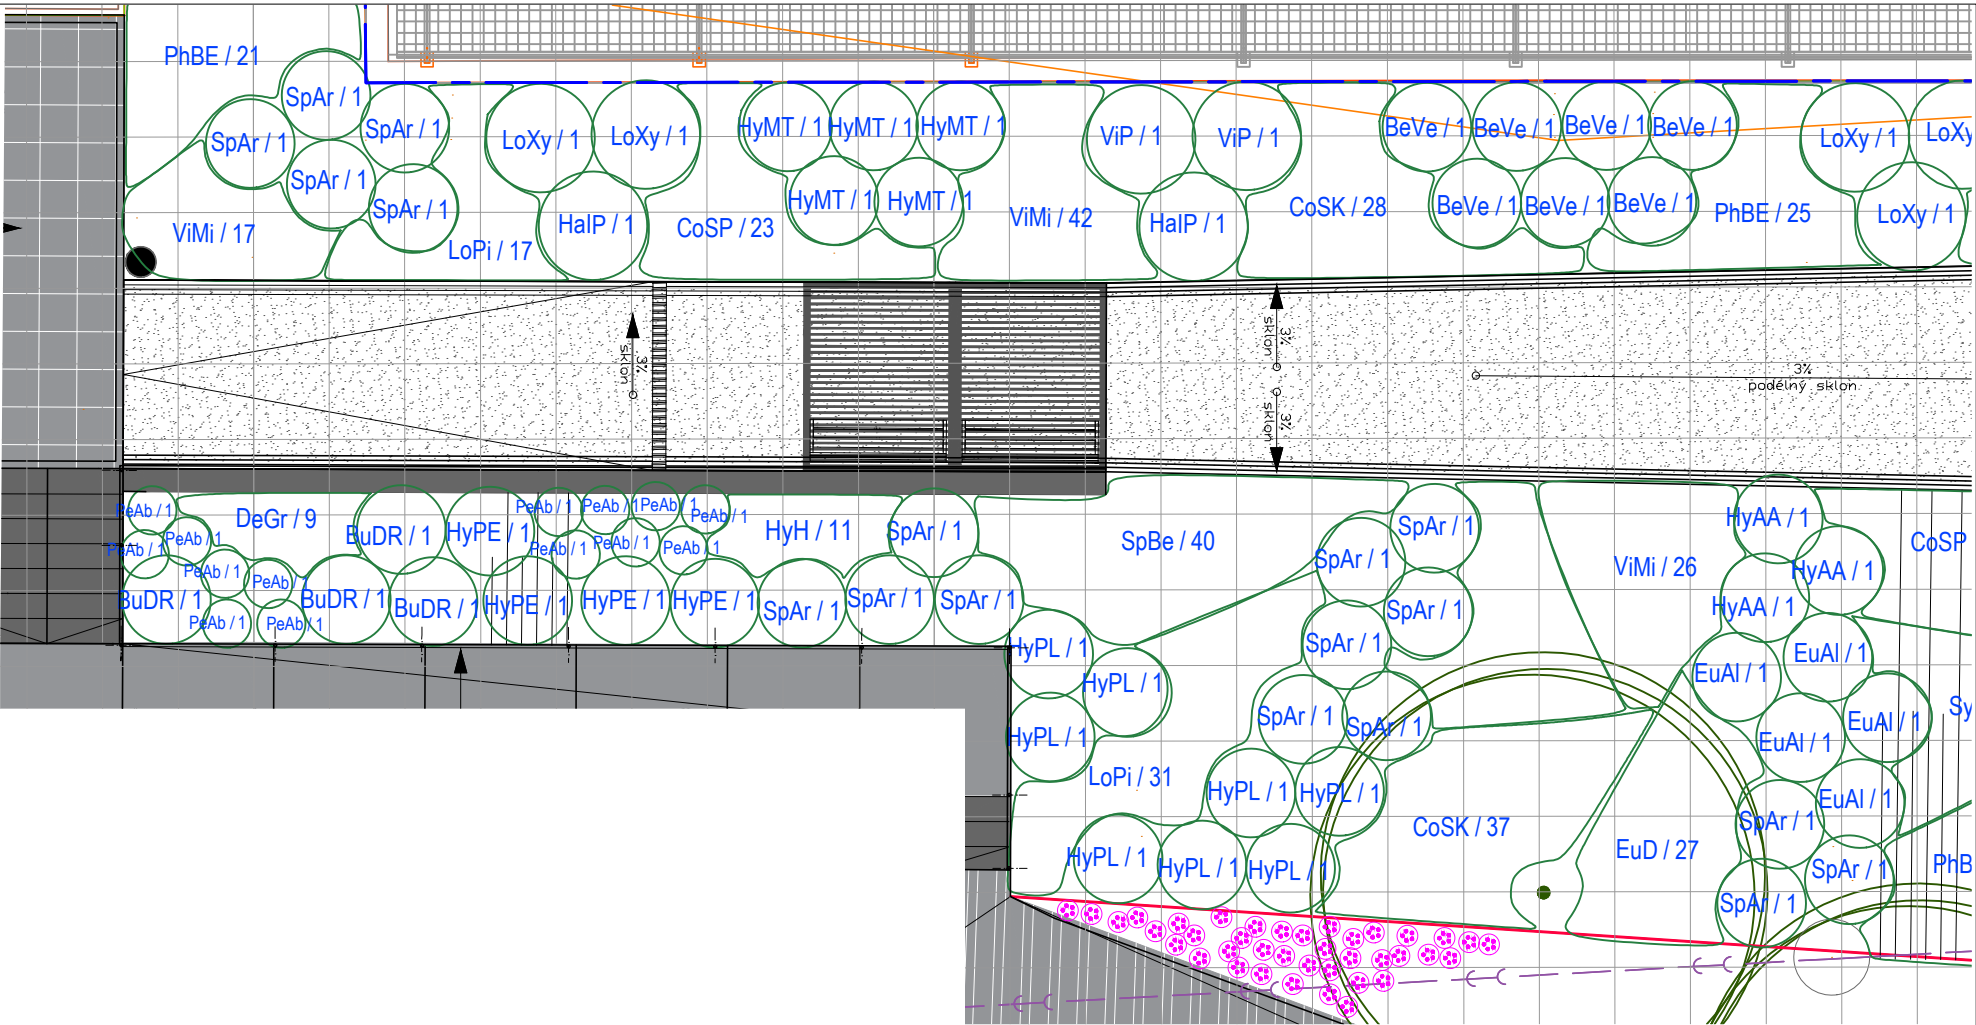 PhBE / 21
SpAr / 1
SpAr / 1
SpAr / 1
SpAr / 1
SpAr / 1
ViMi / 17
LoPi / 17
LoXy / 1
LoXy / 1
HalP / 1
CoSP / 23
HyMT / 1
HyMT / 1
HyMT / 1
HyMT / 1
HyMT / 1
ViMi / 42
ViP / 1
ViP / 1
HalP / 1
CoSK / 28
BeVe / 1
BeVe / 1
BeVe / 1
BeVe / 1
BeVe / 1
BeVe / 1
BeVe / 1
PhBE / 25
LoXy / 1
LoXy
LoXy / 1
3%
sklon
3%
sklon
3%
sklon
3%
podélný sklon
PeAb / 1
PeAb / 1
PeAb / 1
DeGr / 9
BuDR / 1
HyPE / 1
PeAb / 1
PeAb / 1
PeAb / 1
PeAb / 1
PeAb / 1
PeAb / 1
PeAb / 1
HyH / 11
SpAr / 1
PeAb / 1
PeAb / 1
PeAb / 1
PeAb / 1
BuDR / 1
BuDR / 1
BuDR / 1
HyPE / 1
HyPE / 1
HyPE / 1
SpAr / 1
SpAr / 1
SpAr / 1
SpBe / 40
SpAr / 1
SpAr / 1
SpAr / 1
SpAr / 1
SpAr / 1
SpAr / 1
ViMi / 26
HyAA / 1
HyAA / 1
HyAA / 1
CoSP
HyPL / 1
HyPL / 1
HyPL / 1
LoPi / 31
EuAl / 1
EuAl / 1
EuAl / 1
EuAl / 1
EuAl / 1
Sy
HyPL / 1
HyPL / 1
HyPL / 1
HyPL / 1
HyPL / 1
CoSK / 37
EuD / 27
SpAr / 1
SpAr / 1
SpAr / 1
PhB